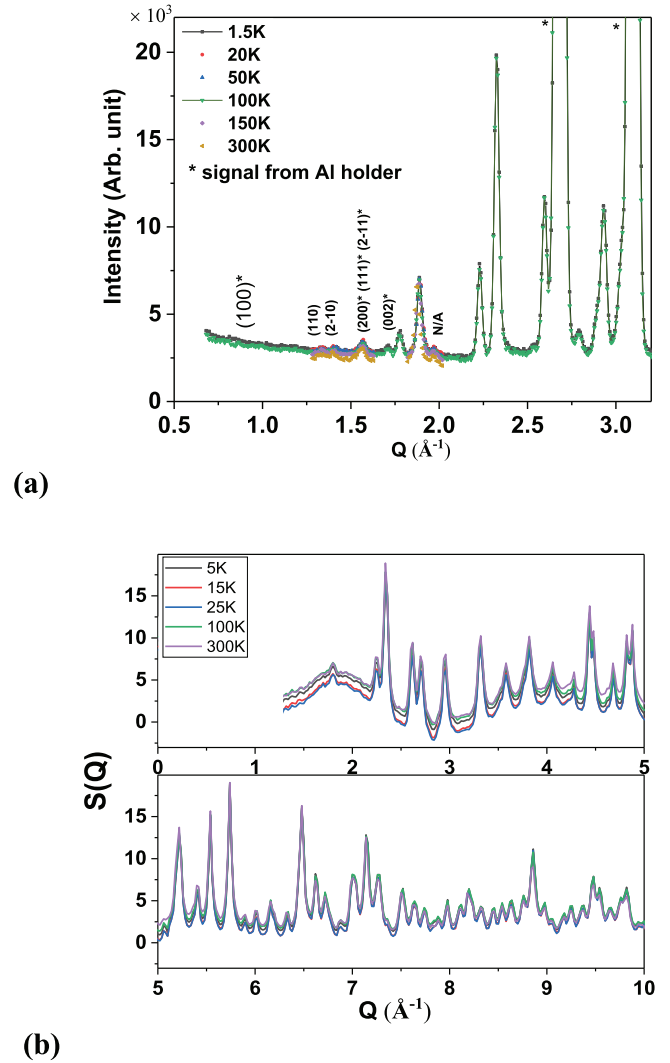 (a)
× 10³
Intensity (Arb. unit)
20
15
10
5
0
1.5K
20K
50K
100K
150K
300K
* signal from Al holder
*
*
(100)*
(110)
(2-10)
(200)* (111)* (2-11)*
(002)*
N/A
0.5 1.0 1.5 2.0 2.5 3.0
Q (Å⁻¹)
(b)
S(Q)
5K
15K
25K
100K
300K
15
10
5
0
0 1 2 3 4 5
15
10
5
0
5 6 7 8 9 10
Q (Å⁻¹)